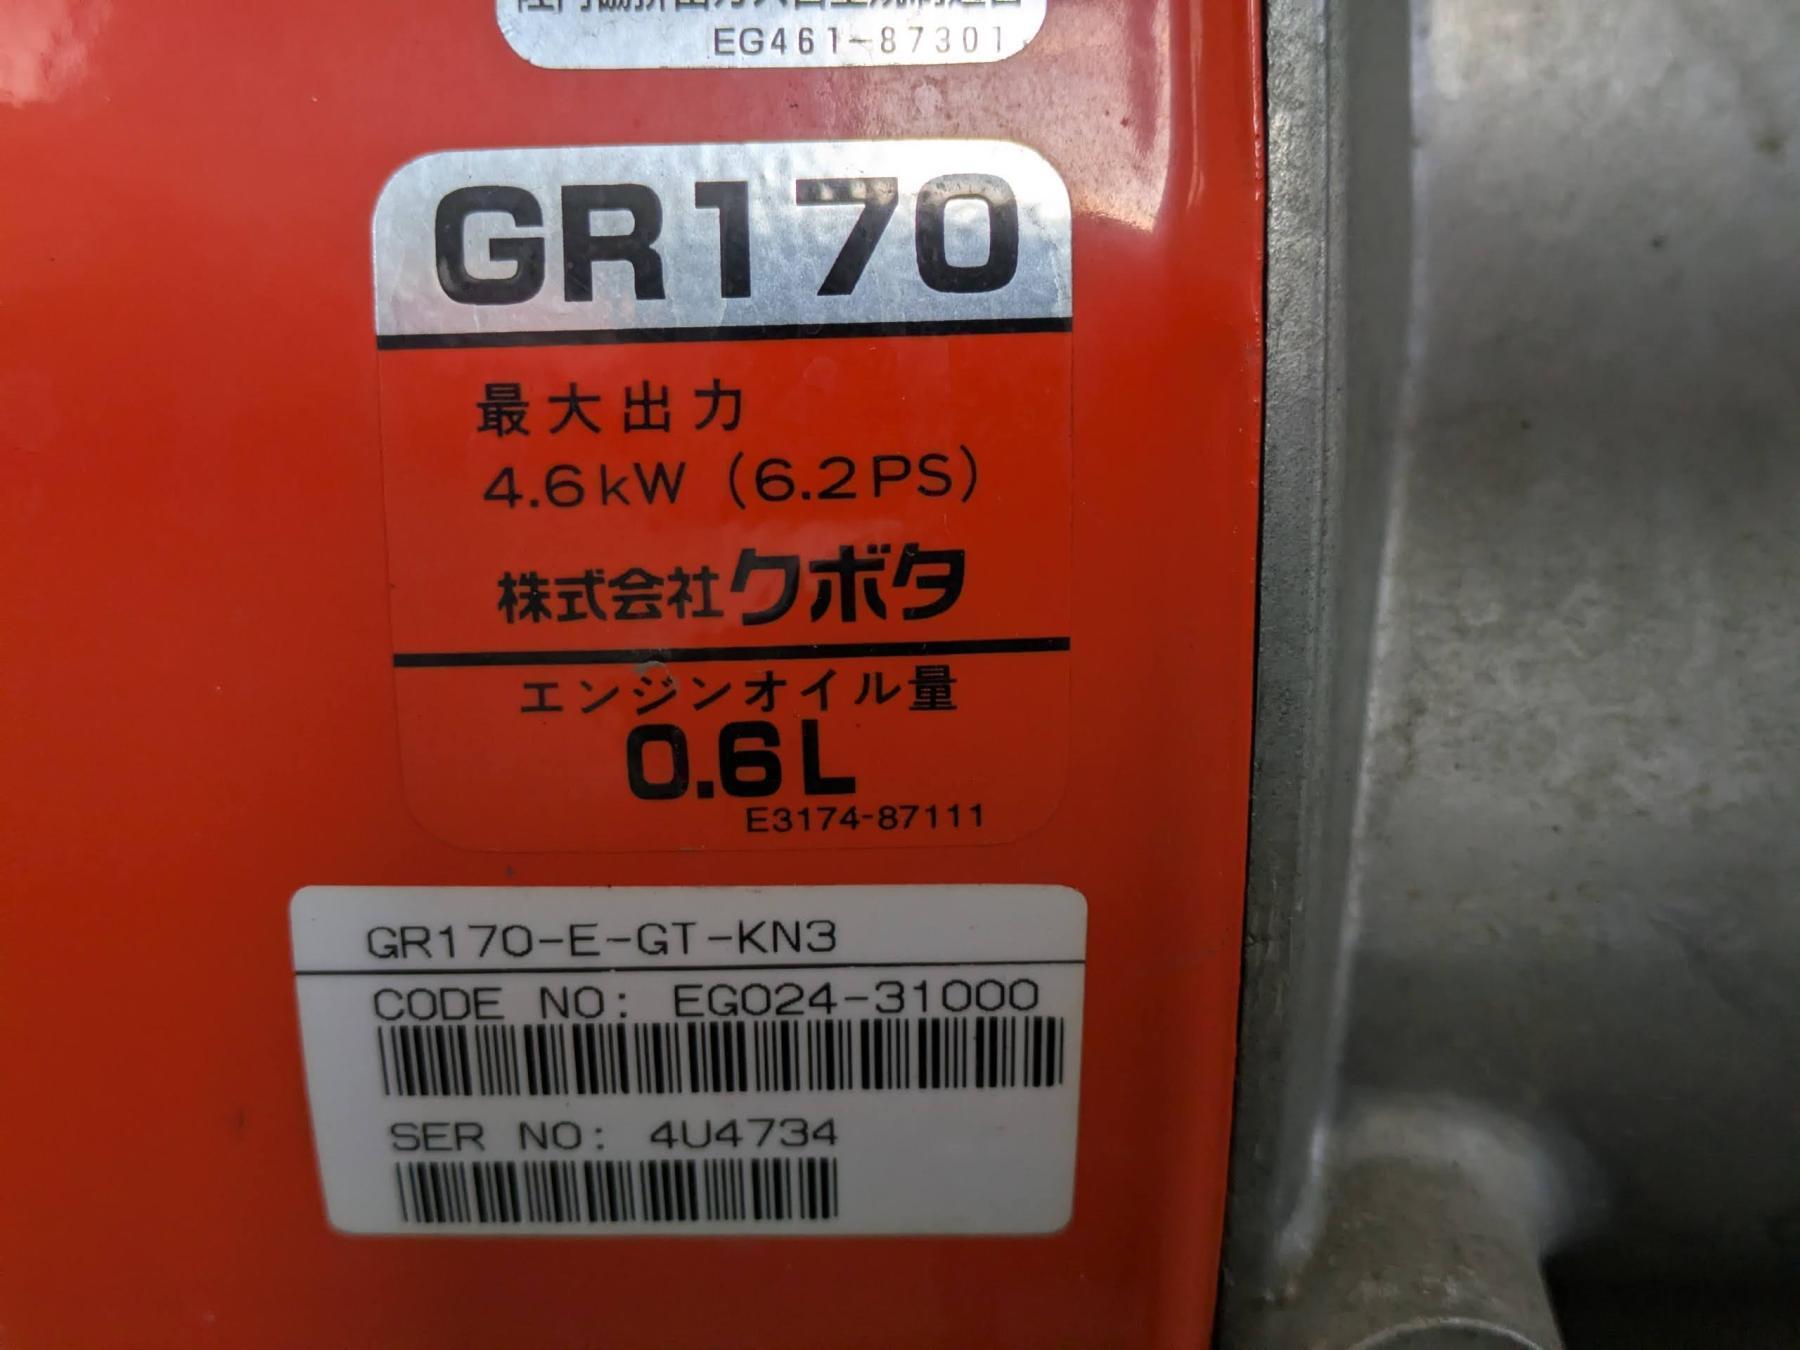 EG461-87301
GR170
最大出力
4.6kW (6.2PS)
株式会社クボタ
エンジンオイル量
0.6L
E3174-87111
GR170-E-GT-KN3
CODE NO: EG024-31000
SER NO: 4U4734